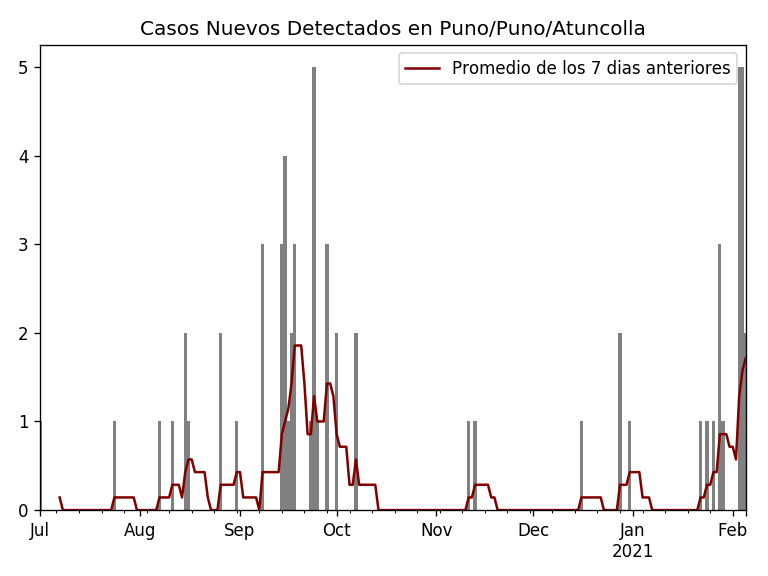 Casos Nuevos Detectados en Puno/Puno/Atuncolla
Promedio de los 7 dias anteriores
5
4
3
2
1
0
Jul Aug Sep Oct Nov Dec Jan Feb
2021